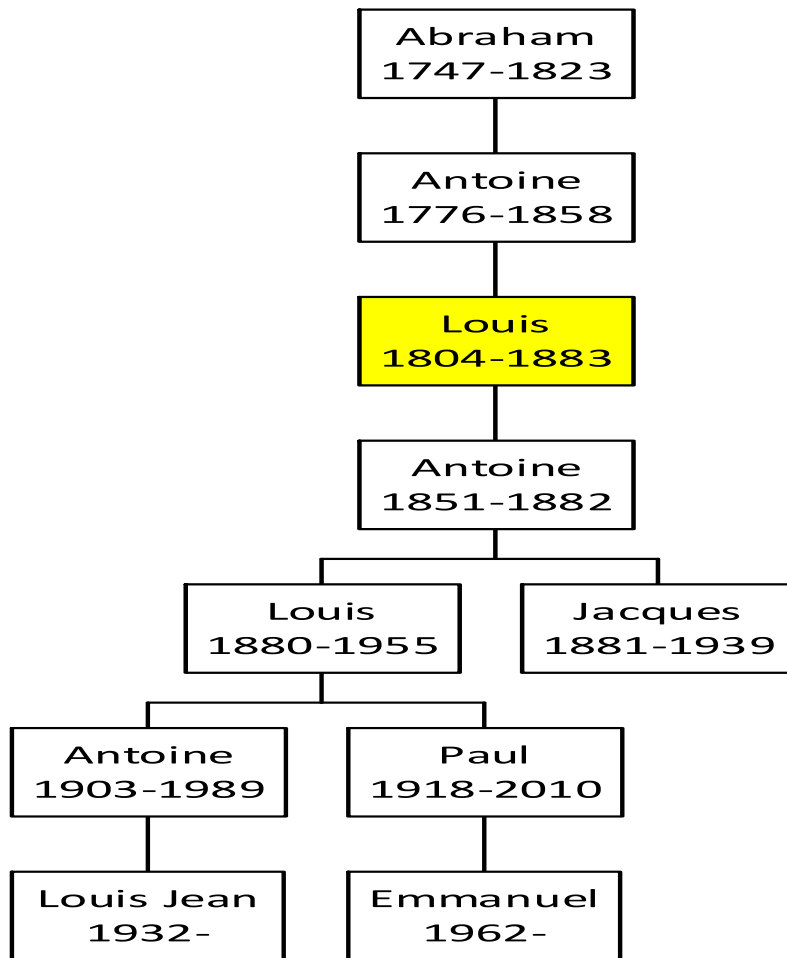 Abraham
1747-1823
Antoine
1776-1858
Louis
1804-1883
Antoine
1851-1882
Louis
1880-1955
Jacques
1881-1939
Antoine
1903-1989
Paul
1918-2010
Louis Jean
1932-
Emmanuel
1962-